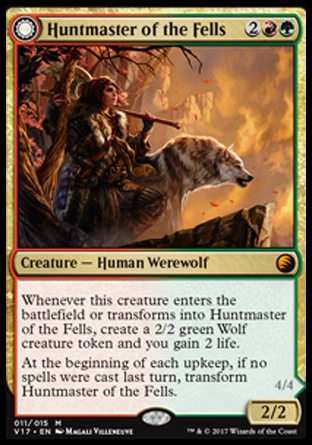 Huntmaster of the Fells 2
Creature — Human Werewolf
Whenever this creature enters the
battlefield or transforms into Huntmaster
of the Fells, create a 2/2 green Wolf
creature token and you gain 2 life.
At the beginning of each upkeep, if no
spells were cast last turn, transform
Huntmaster of the Fells.
4/4
2/2
011/015 M
V17 • EN Magali Villeneuve
™ & © 2017 Wizards of the Coast